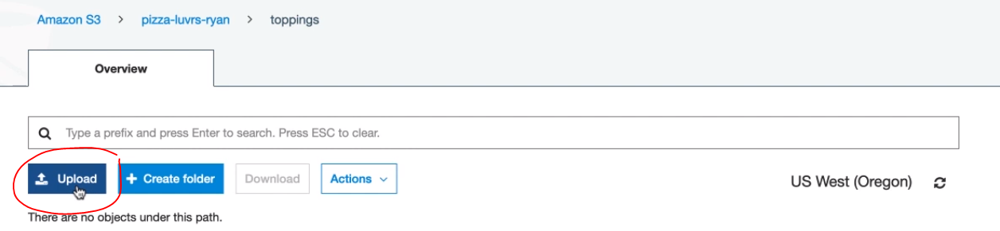 Amazon S3 > pizza-luvrs-ryan > toppings
Overview
Type a prefix and press Enter to search. Press ESC to clear.
Upload + Create folder Download Actions US West (Oregon)
There are no objects under this path.